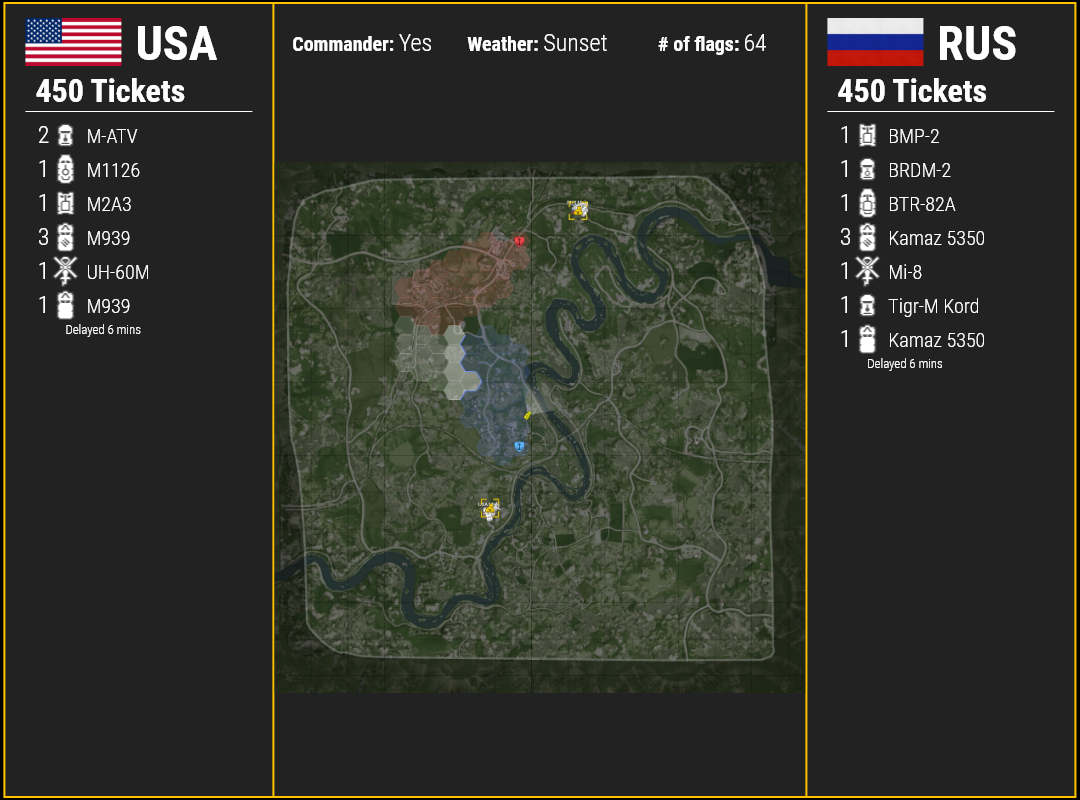 USA
450 Tickets
2 M-ATV
1 M1126
1 M2A3
3 M939
1 UH-60M
1 M939
Delayed 6 mins
Commander: Yes Weather: Sunset # of flags: 64
RUS
450 Tickets
1 BMP-2
1 BRDM-2
1 BTR-82A
3 Kamaz 5350
1 Mi-8
1 Tigr-M Kord
1 Kamaz 5350
Delayed 6 mins